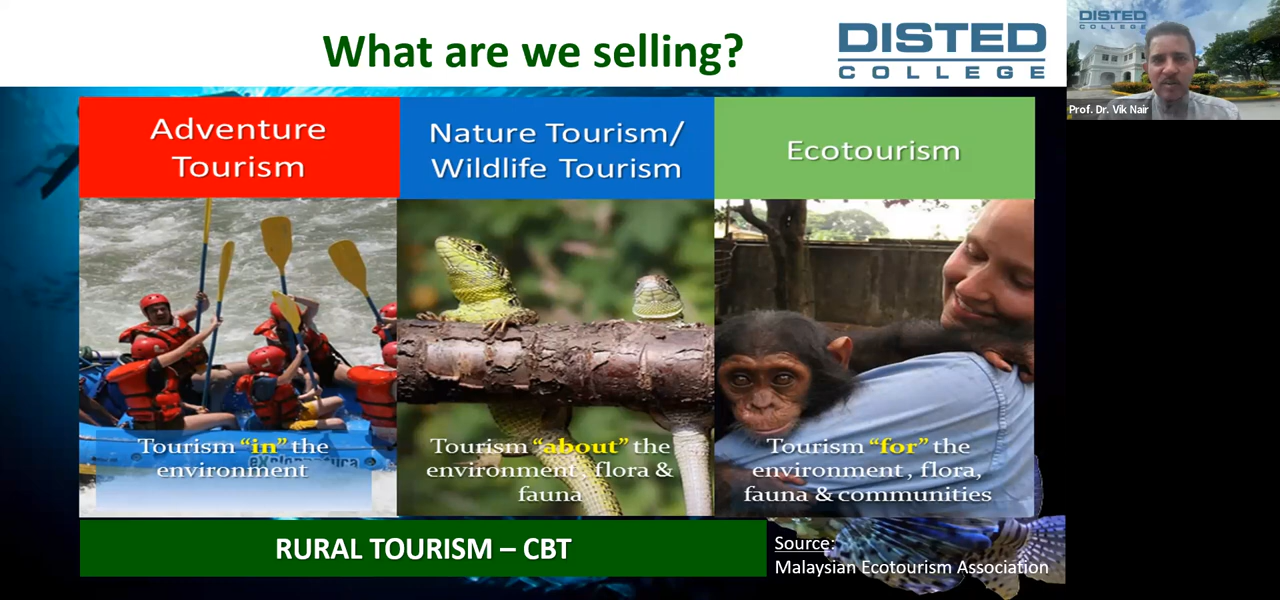 What are we selling?
DISTED
COLLEGE
DISTED
COLLEGE
Prof. Dr. Vik Nair
Adventure
Tourism
Nature Tourism/
Wildlife Tourism
Ecotourism
Tourism “in” the
environment
Tourism “about” the
environment, flora &
fauna
Tourism “for” the
environment, flora,
fauna & communities
RURAL TOURISM – CBT
Source:
Malaysian Ecotourism Association